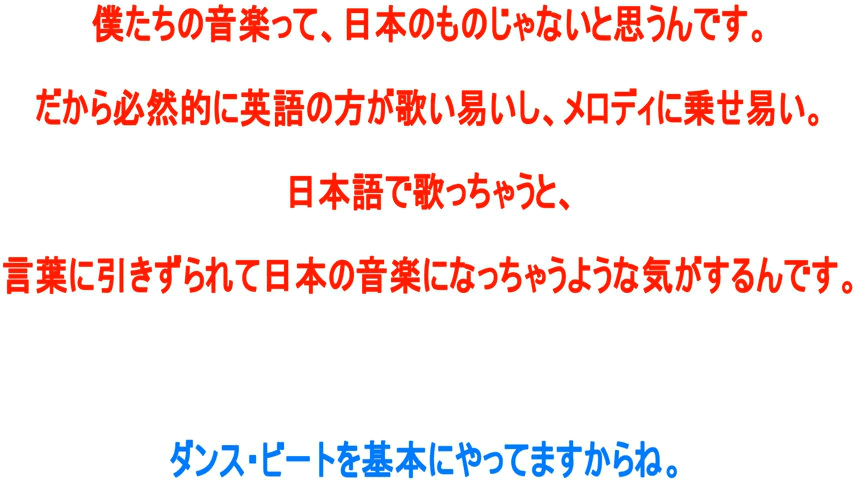 僕たちの音楽って、日本のものじゃないと思うんです。
だから必然的に英語の方が歌い易いし、メロディに乗せ易い。
日本語で歌っちゃうと、
言葉に引きずられて日本の音楽になっちゃうような気がするんです。
ダンス・ビートを基本にやってますからね。